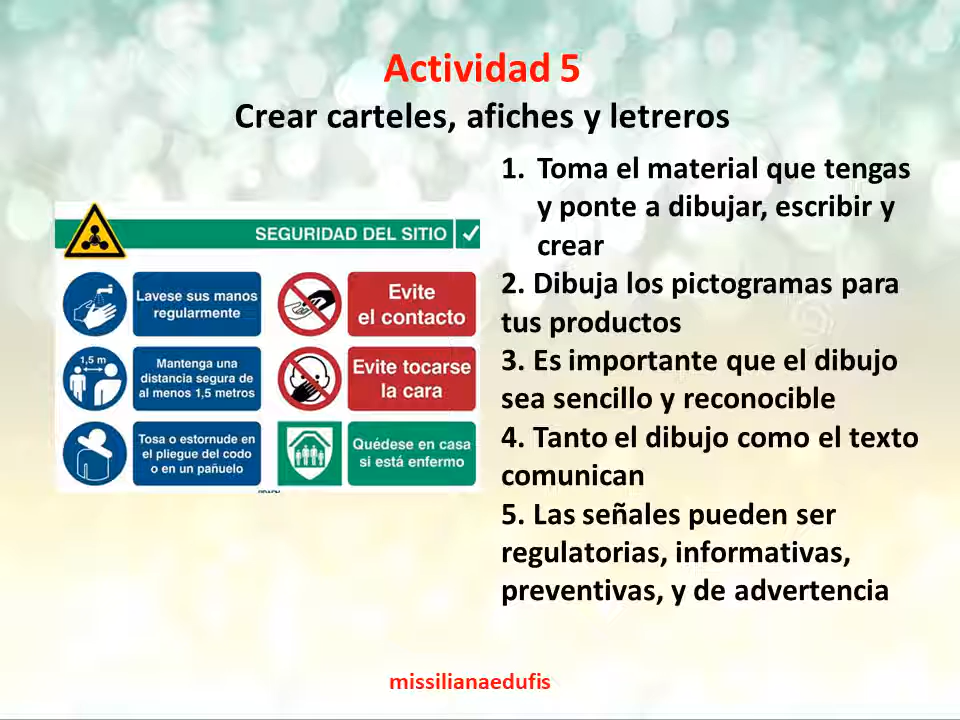 Actividad 5
Crear carteles, afiches y letreros
SEGURIDAD DEL SITIO
Lavese sus manos
regularmente
Evite
el contacto
1,5 m
Mantenga una
distancia segura de
al menos 1,5 metros
Evite tocarse
la cara
Tosa o estornude en
el pliegue del codo
o en un pañuelo
Quédese en casa
si está enfermo
1. Toma el material que tengas
y ponte a dibujar, escribir y
crear
2. Dibuja los pictogramas para
tus productos
3. Es importante que el dibujo
sea sencillo y reconocible
4. Tanto el dibujo como el texto
comunican
5. Las señales pueden ser
regulatorias, informativas,
preventivas, y de advertencia
missilianaedufis